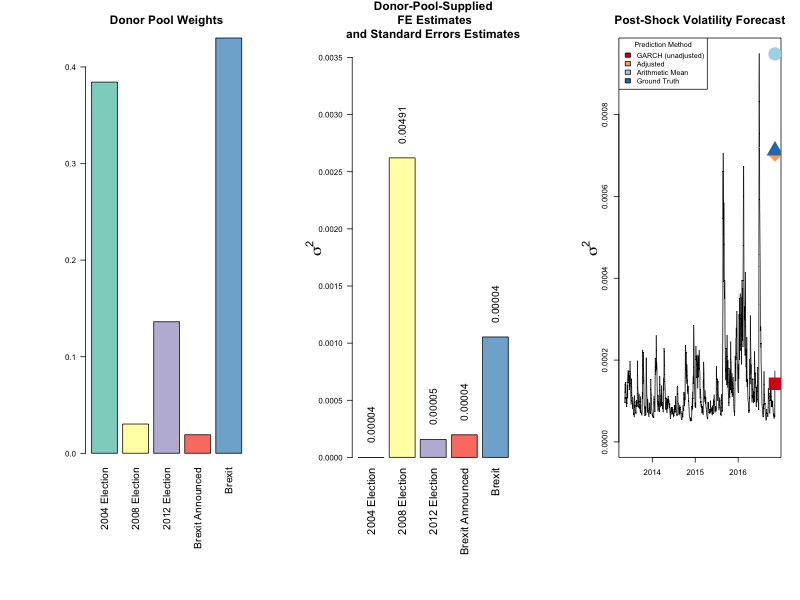 Donor Pool Weights
0.4
0.3
0.2
0.1
0.0
2004 Election
2008 Election
2012 Election
Brexit Announced
Brexit
Donor-Pool-Supplied
FE Estimates
and Standard Errors Estimates
σ2
0.0035
0.0030
0.0025
0.0020
0.0015
0.0010
0.0005
0.0000
0.00004
0.00491
0.00005
0.00004
0.00004
2004 Election
2008 Election
2012 Election
Brexit Announced
Brexit
Post-Shock Volatility Forecast
Prediction Method
GARCH (unadjusted)
Adjusted
Arithmetic Mean
Ground Truth
σ2
0.0008
0.0006
0.0004
0.0002
0.0000
2014
2015
2016